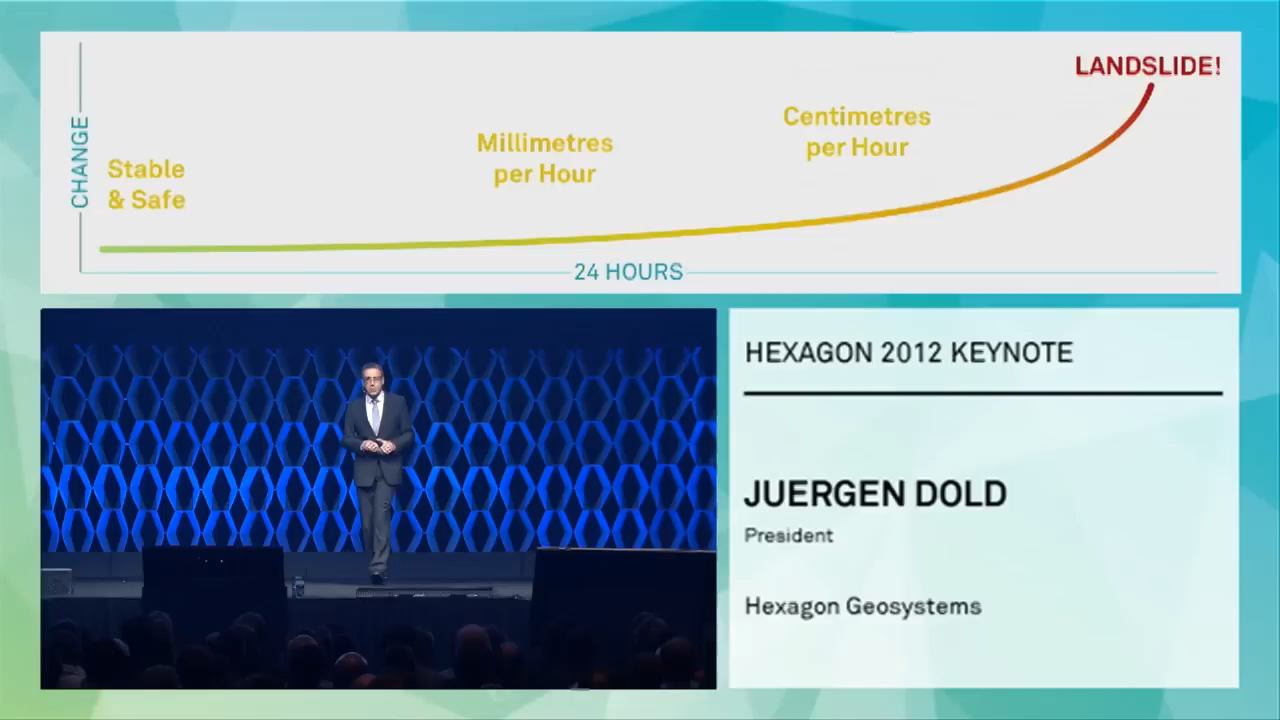 LANDSLIDE!
Centimetres
per Hour
Millimetres
per Hour
Stable
& Safe
CHANGE
24 HOURS
HEXAGON 2012 KEYNOTE
JUERGEN DOLD
President
Hexagon Geosystems